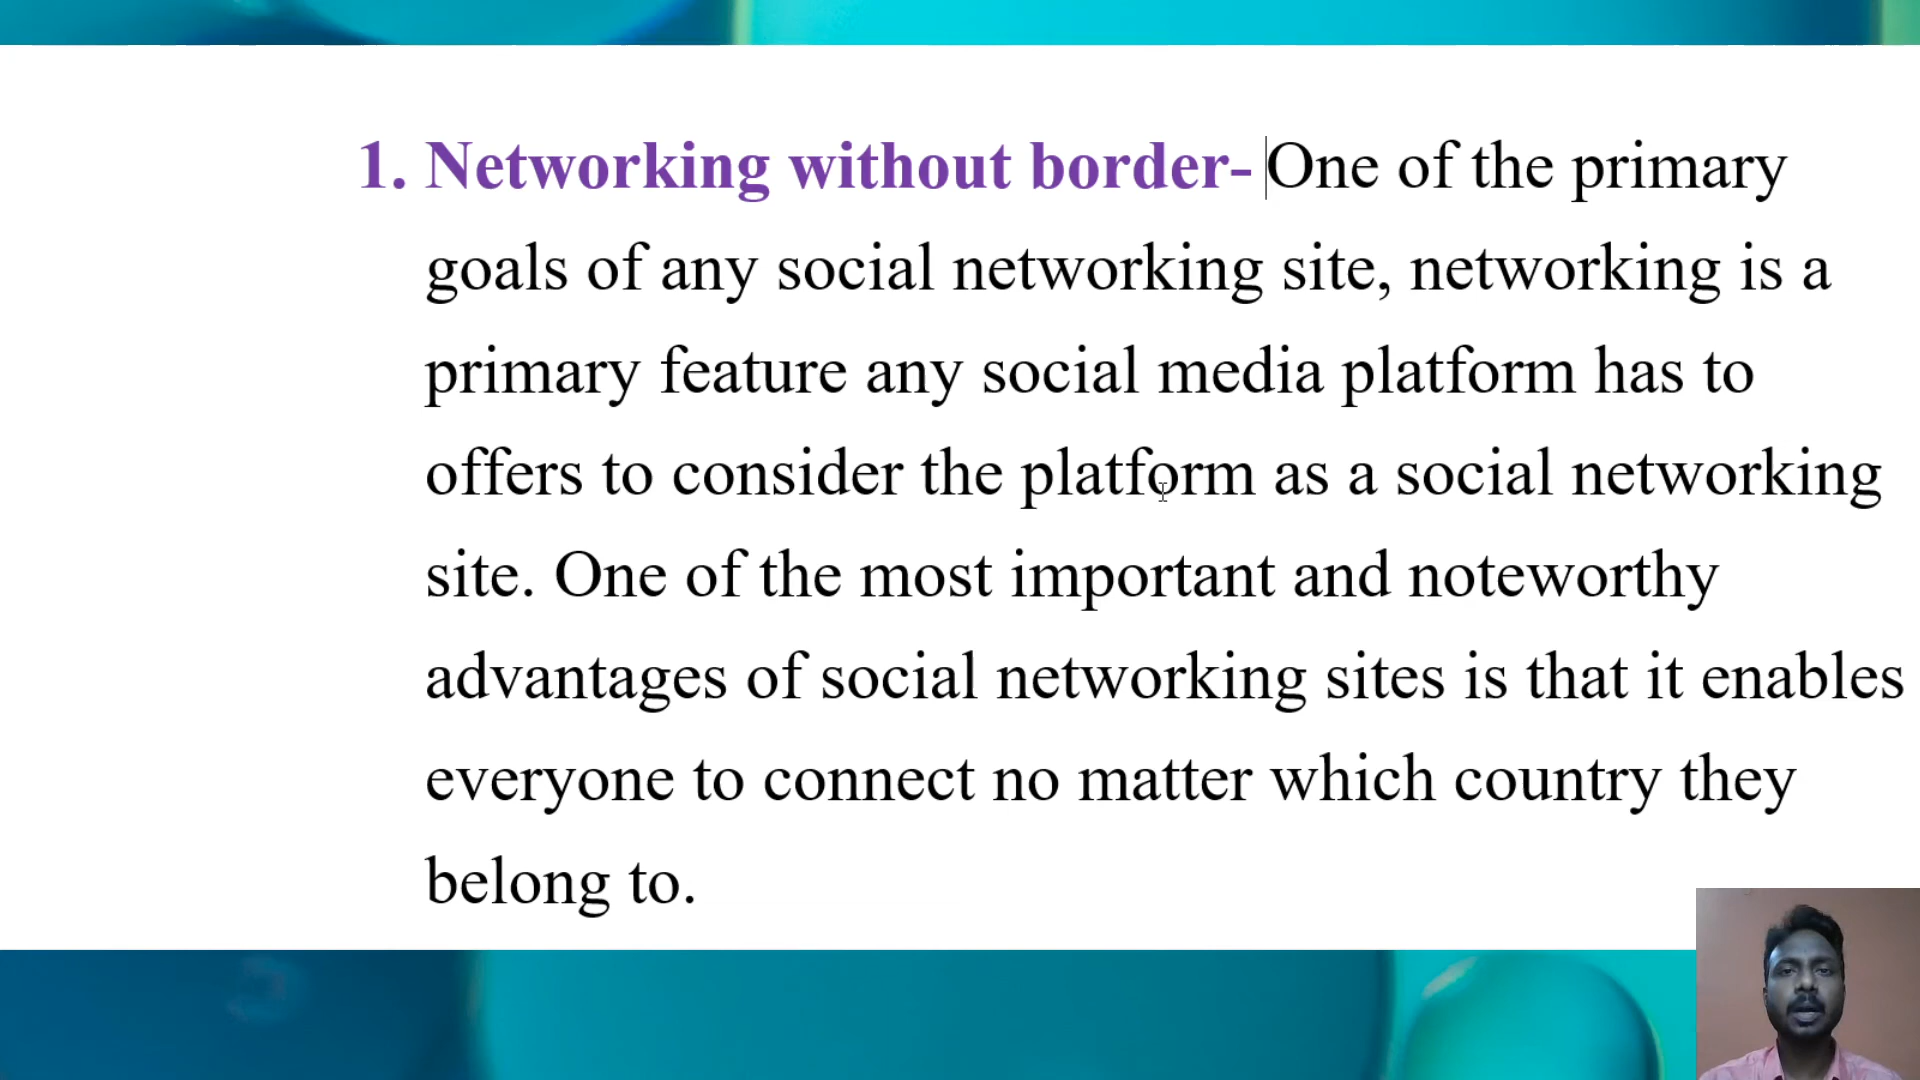 1. Networking without border- One of the primary
goals of any social networking site, networking is a
primary feature any social media platform has to
offers to consider the platform as a social networking
site. One of the most important and noteworthy
advantages of social networking sites is that it enables
everyone to connect no matter which country they
belong to.